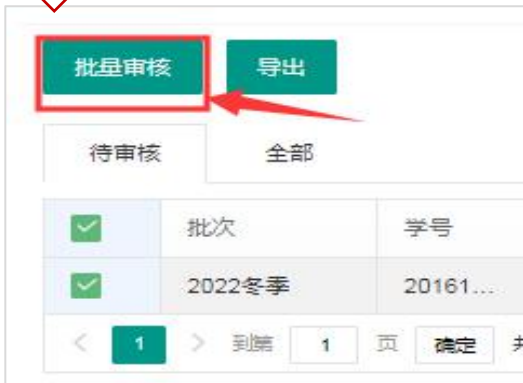 批量审核 导出
待审核 全部
批次 学号
2022冬季 20161...
< 1 > 到第 1 页 确定